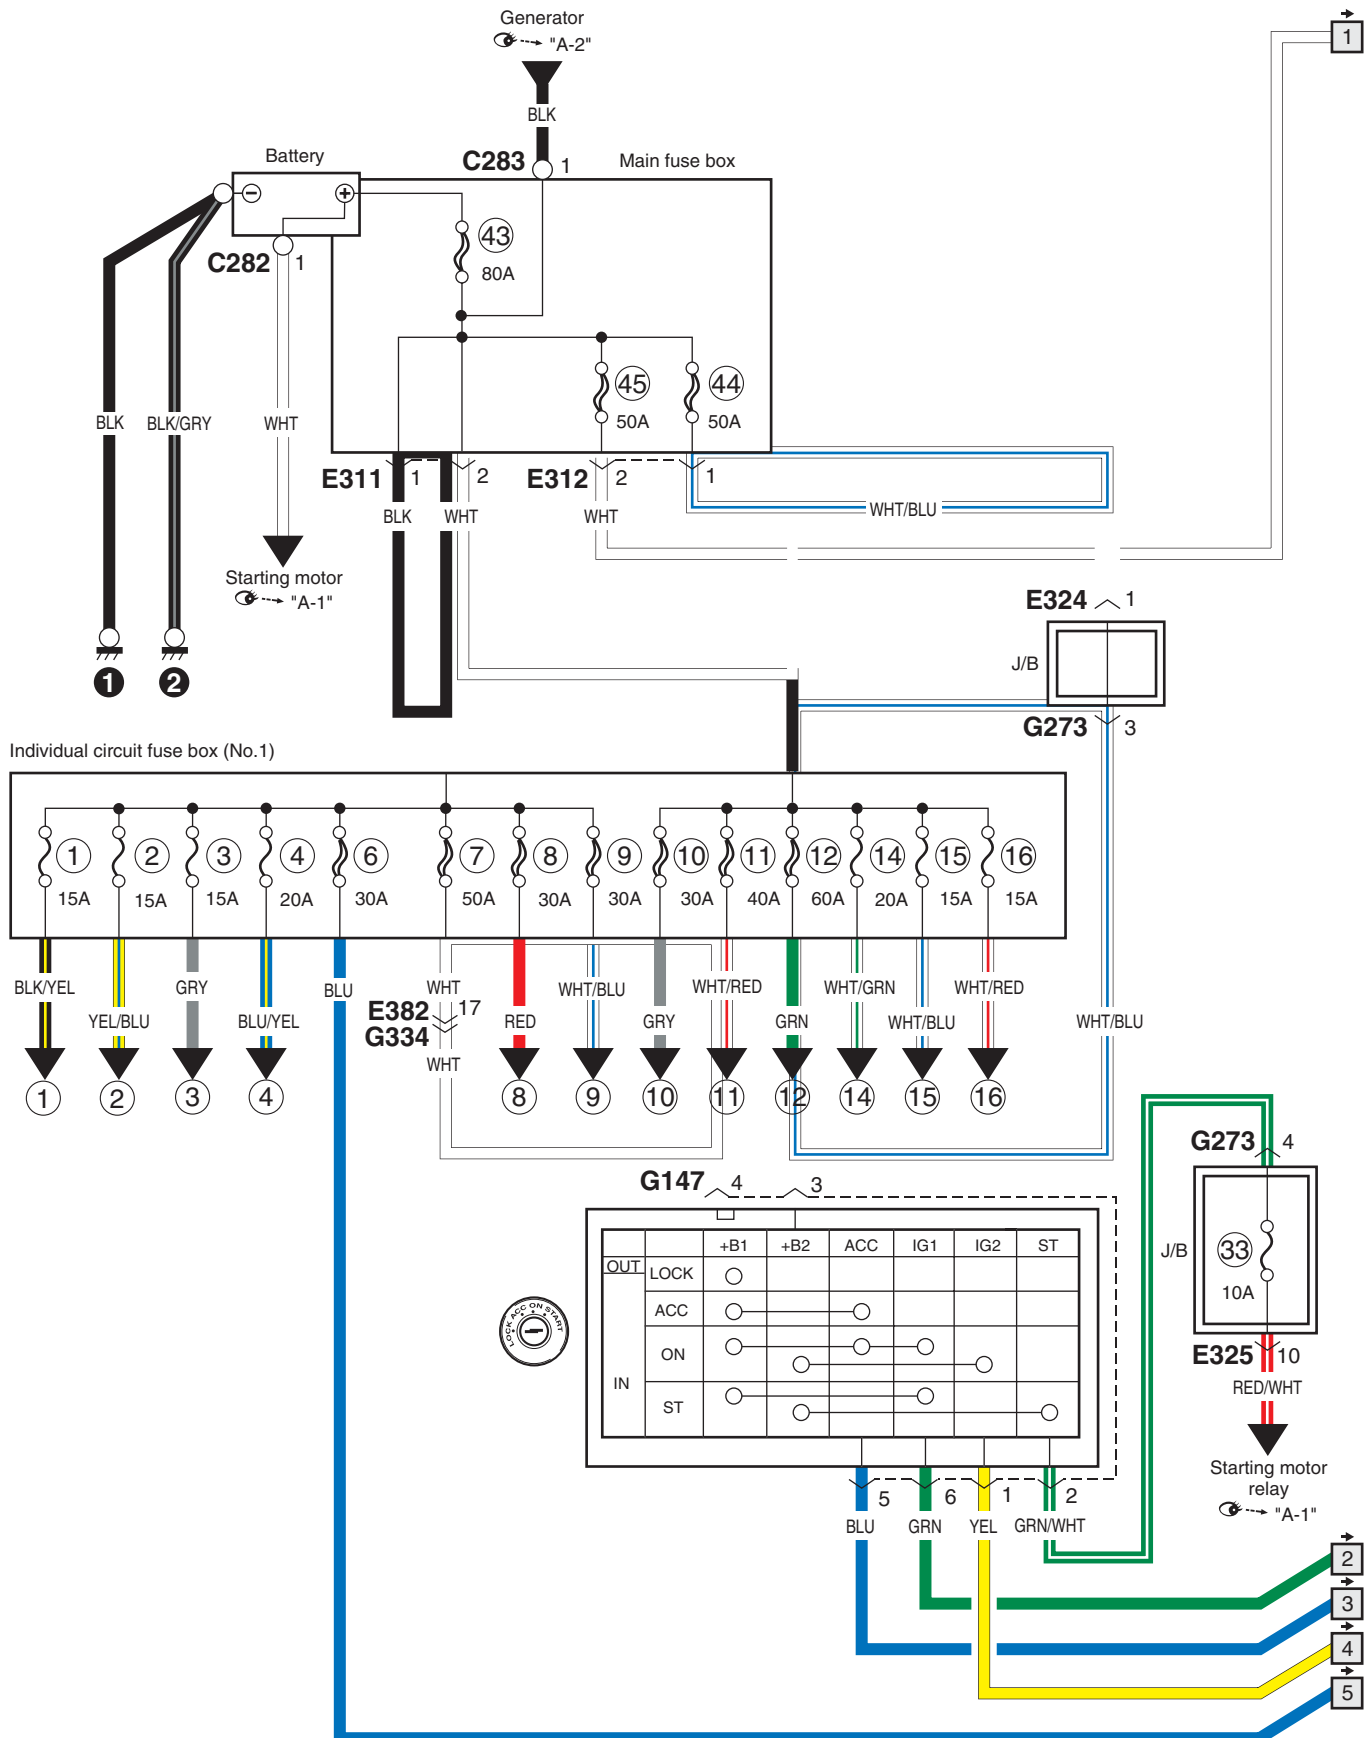 Generator
"A-2"
1
BLK
Battery
C283 1
Main fuse box
− +
43
80A
C282 1
45
50A
44
50A
BLK
BLK/GRY
WHT
E311 1 2
E312 2 1
BLK
WHT
WHT
WHT/BLU
Starting motor
"A-1"
E324 1
J/B
1
2
G273 3
Individual circuit fuse box (No.1)
1 2 3 4 6 7 8 9 10 11 12 14 15 16
15A 15A 15A 20A 30A 50A 30A 30A 30A 40A 60A 20A 15A 15A
BLK/YEL GRY BLU WHT WHT/BLU WHT/RED WHT/GRN WHT/RED
E382 17
G334
YEL/BLU BLU/YEL RED GRY GRN WHT/BLU WHT/BLU
WHT
1 2 3 4 8 9 10 11 12 14 15 16
G273 4
G147 4 3
J/B
33
10A
+B1 +B2 ACC IG1 IG2 ST
OUT
LOCK
ACC
ON
IN
ST
LOCK ACC ON START
E325 10
RED/WHT
Starting motor
relay
"A-1"
5 6 1 2
BLU GRN YEL GRN/WHT
2
3
4
5